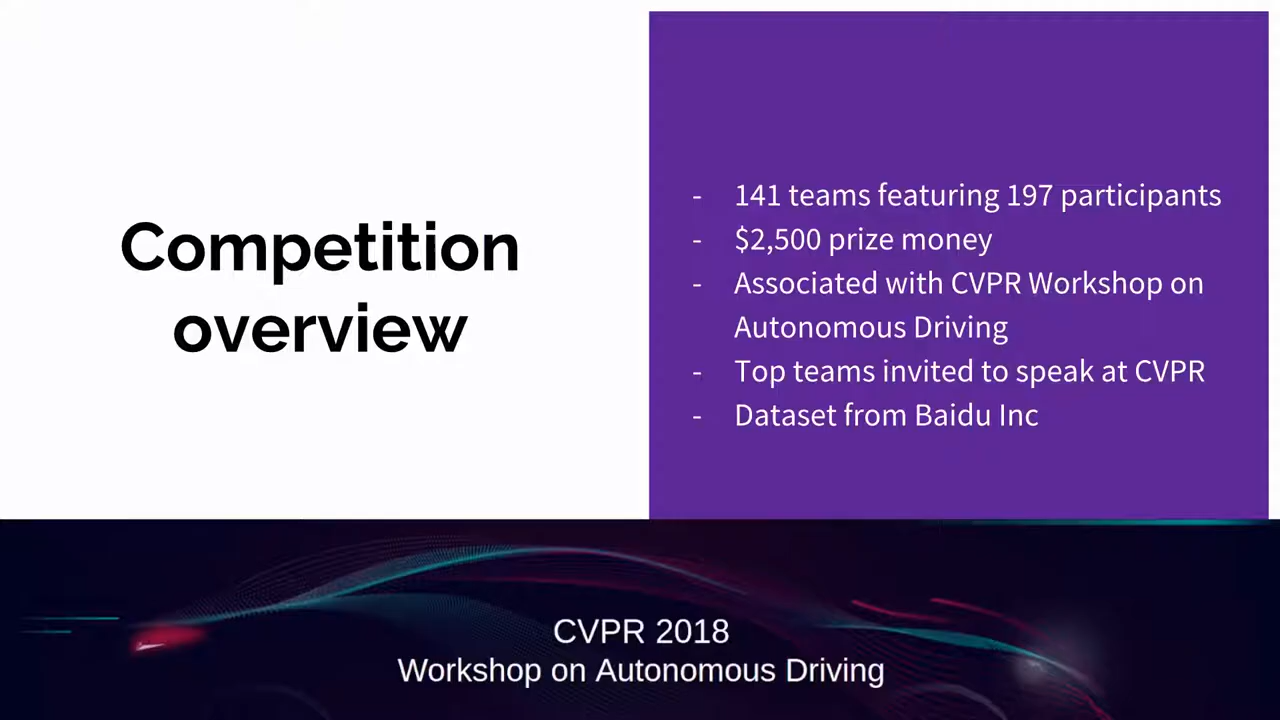 Competition
overview
- 141 teams featuring 197 participants
- $2,500 prize money
- Associated with CVPR Workshop on
Autonomous Driving
- Top teams invited to speak at CVPR
- Dataset from Baidu Inc
CVPR 2018
Workshop on Autonomous Driving